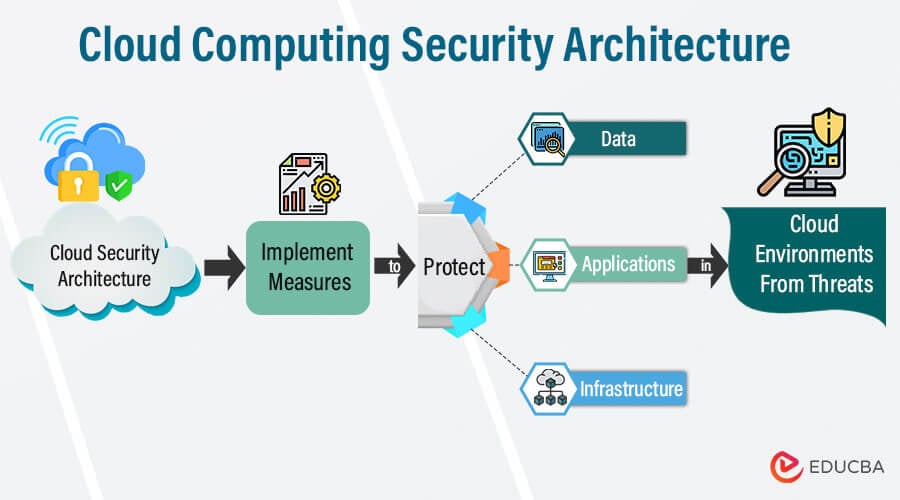 Cloud Computing Security Architecture
Cloud Security
Architecture
Implement
Measures
to
Protect
Data
Applications
Infrastructure
in
Cloud
Environments
From Threats
EDUCBA